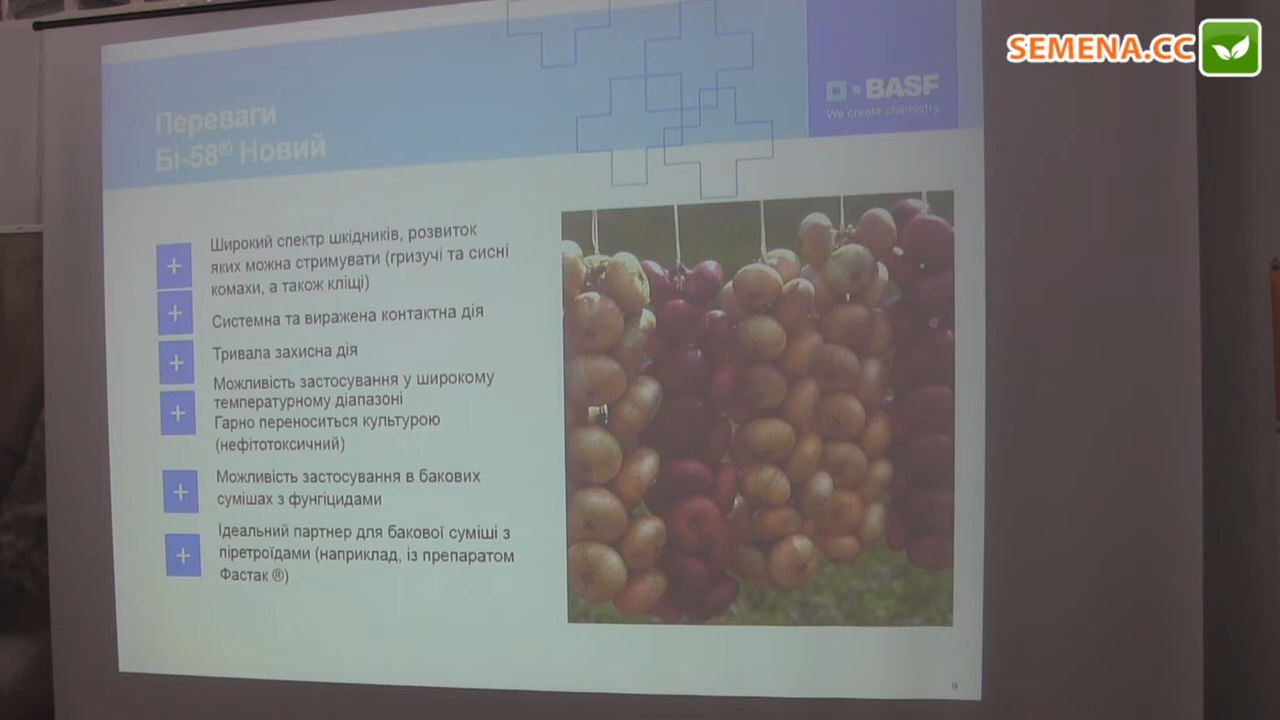 SEMENA.CC
BASF
We create chemistry
Переваги
Бі-58® Новий
Широкий спектр шкідників, розвиток
яких можна стримувати (гризучі та сисні
комахи, а також кліщі)
Системна та виражена контактна дія
Тривала захисна дія
Можливість застосування у широкому
температурному діапазоні
Гарно переноситься культурою
(нефітотоксичний)
Можливість застосування в бакових
сумішах з фунгіцидами
Ідеальний партнер для бакової суміші з
піретроїдами (наприклад, із препаратом
Фастак ®)
9